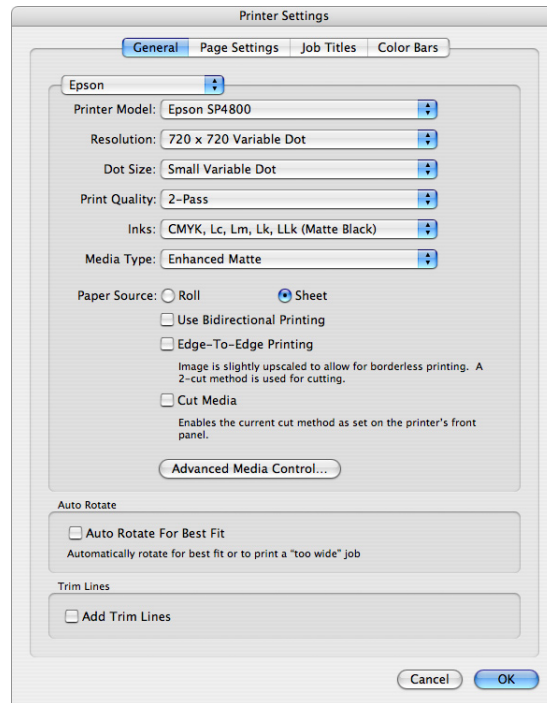 Printer Settings
General Page Settings Job Titles Color Bars
Epson
Printer Model: Epson SP4800
Resolution: 720 x 720 Variable Dot
Dot Size: Small Variable Dot
Print Quality: 2-Pass
Inks: CMYK, Lc, Lm, Lk, LLk (Matte Black)
Media Type: Enhanced Matte
Paper Source: Roll Sheet
Use Bidirectional Printing
Edge-To-Edge Printing
Image is slightly upscaled to allow for borderless printing. A
2-cut method is used for cutting.
Cut Media
Enables the current cut method as set on the printer's front
panel.
Advanced Media Control...
Auto Rotate
Auto Rotate For Best Fit
Automatically rotate for best fit or to print a "too wide" job
Trim Lines
Add Trim Lines
Cancel OK